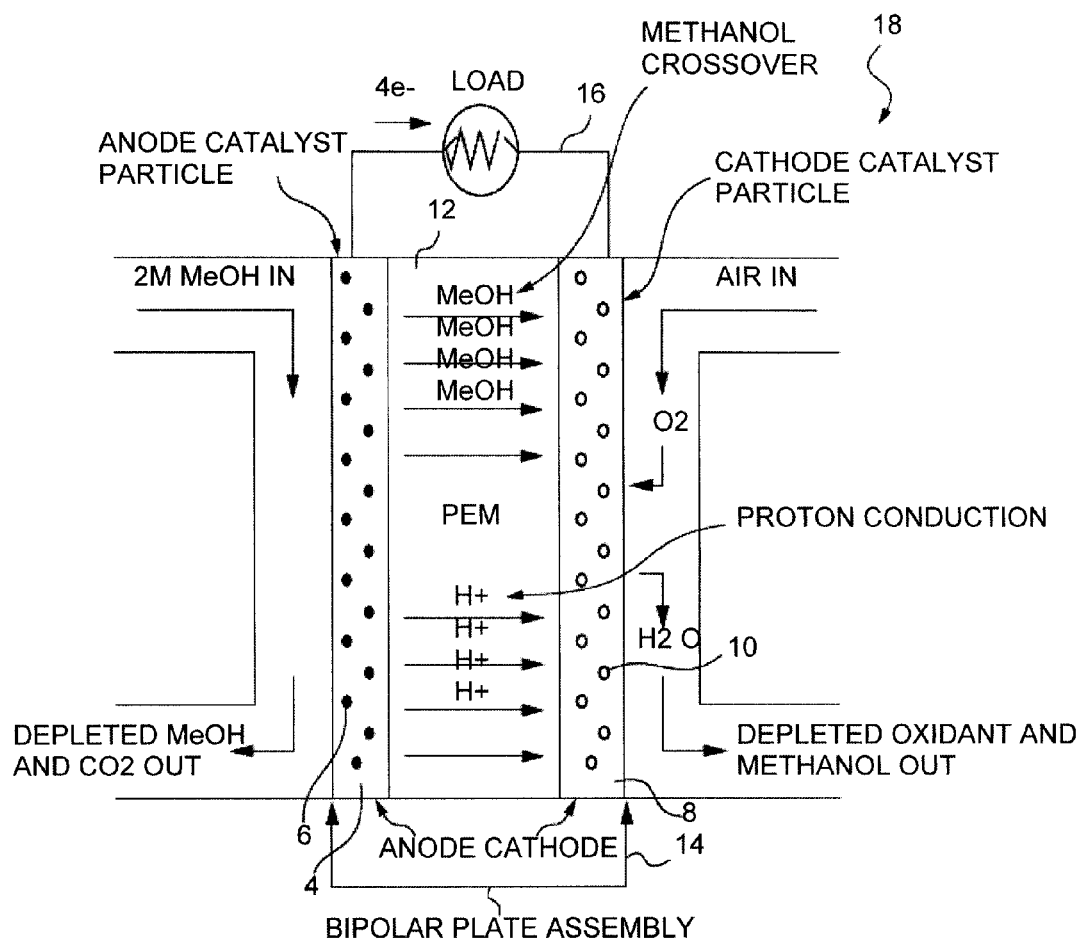 METHANOL
CROSSOVER
18
LOAD
4e-
16
ANODE CATALYST
PARTICLE
CATHODE CATALYST
PARTICLE
12
2M MeOH IN
AIR IN
MeOH
MeOH
MeOH
MeOH
O2
PEM
PROTON CONDUCTION
H+
H+
H+
H+
H2 O
10
DEPLETED MeOH
AND CO2 OUT
DEPLETED OXIDANT AND
METHANOL OUT
6
4
ANODE CATHODE
8
14
BIPOLAR PLATE ASSEMBLY